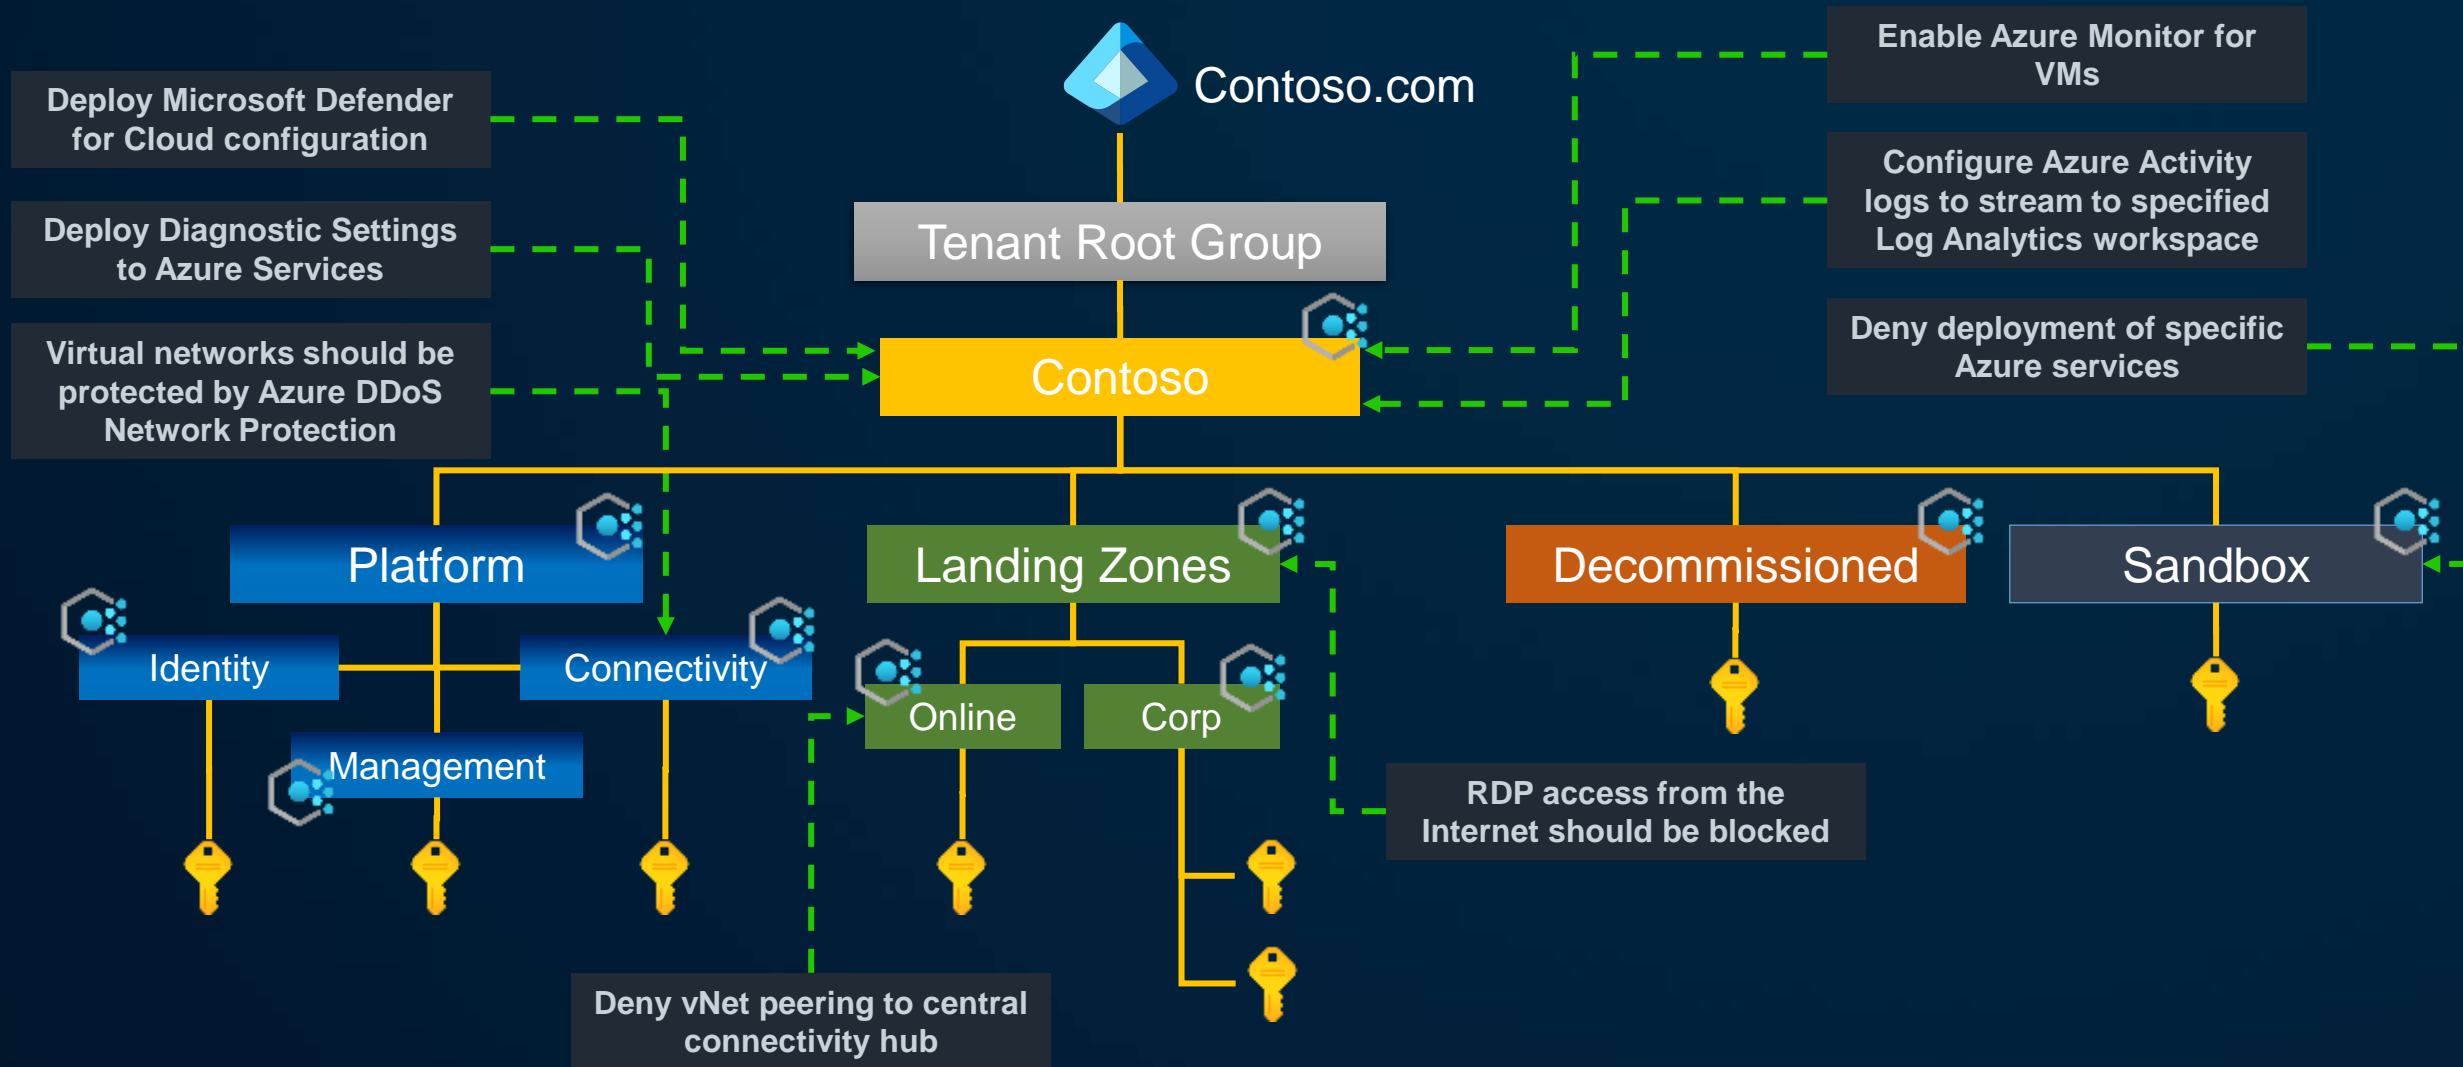 Contoso.com
Enable Azure Monitor for
VMs
Deploy Microsoft Defender
for Cloud configuration
Configure Azure Activity
logs to stream to specified
Log Analytics workspace
Deploy Diagnostic Settings
to Azure Services
Tenant Root Group
Deny deployment of specific
Azure services
Virtual networks should be
protected by Azure DDoS
Network Protection
Contoso
Platform
Landing Zones
Decommissioned
Sandbox
Identity
Connectivity
Online
Corp
Management
RDP access from the
Internet should be blocked
Deny vNet peering to central
connectivity hub